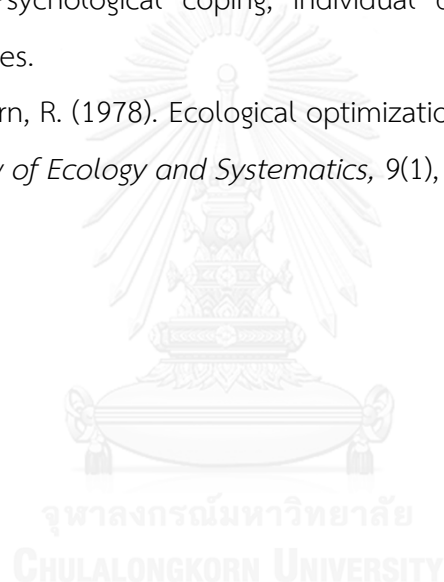 sychological coping, individual
es.
rn, R. (1978). Ecological optimizatio
of Ecology and Systematics, 9(1),
จุฬาลงกรณ์มหาวิทยาลัย
CHULALONGKORN UNIVERSITY